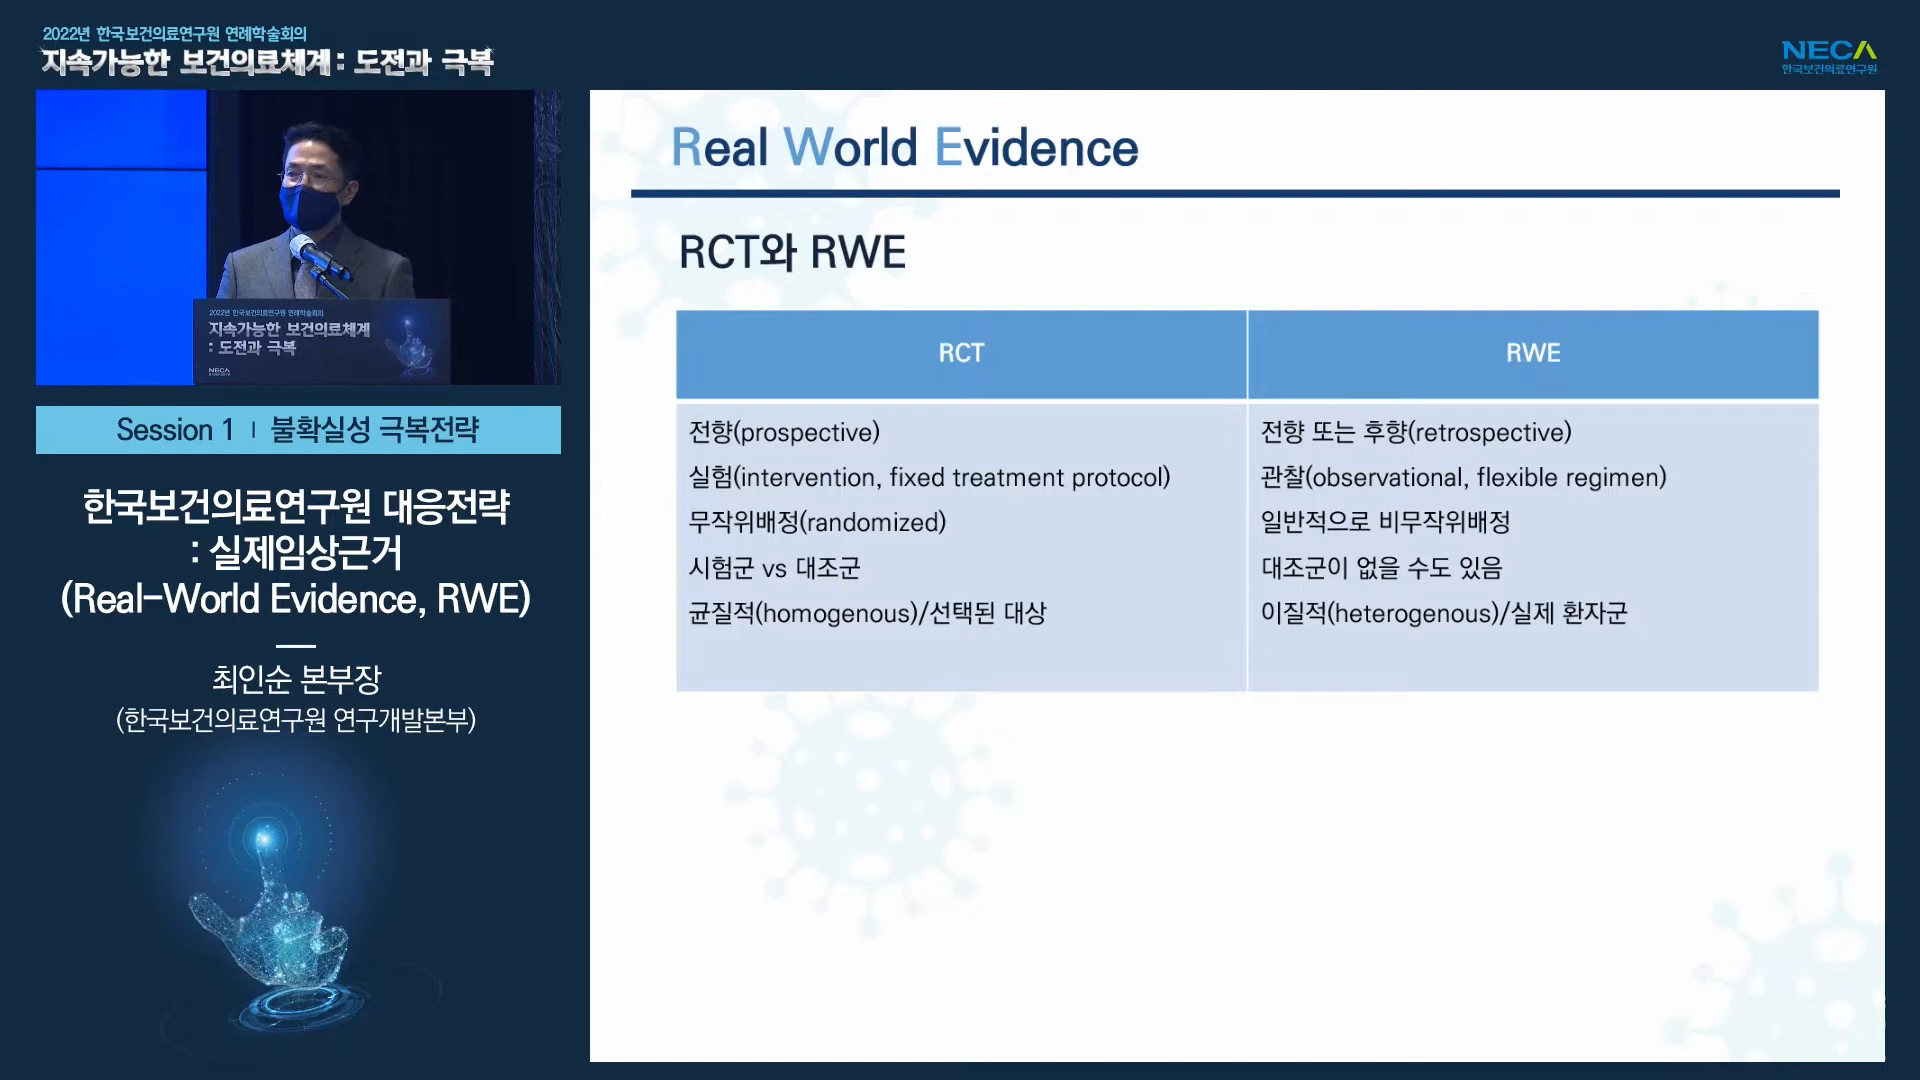 2022년 한국보건의료연구원 연례학술회의
지속가능한 보건의료체계 : 도전과 극복
NECA
한국보건의료연구원
2022년 한국보건의료연구원 연례학술회의
지속가능한 보건의료체계
: 도전과 극복
NECA
Session 1 | 불확실성 극복전략
한국보건의료연구원 대응전략
: 실제임상근거
(Real-World Evidence, RWE)
최인순 본부장
(한국보건의료연구원 연구개발본부)
Real World Evidence
RCT와 RWE
RCT
RWE
전향(prospective)
실험(intervention, fixed treatment protocol)
무작위배정(randomized)
시험군 vs 대조군
균질적(homogenous)/선택된 대상
전향 또는 후향(retrospective)
관찰(observational, flexible regimen)
일반적으로 비무작위배정
대조군이 없을 수도 있음
이질적(heterogenous)/실제 환자군